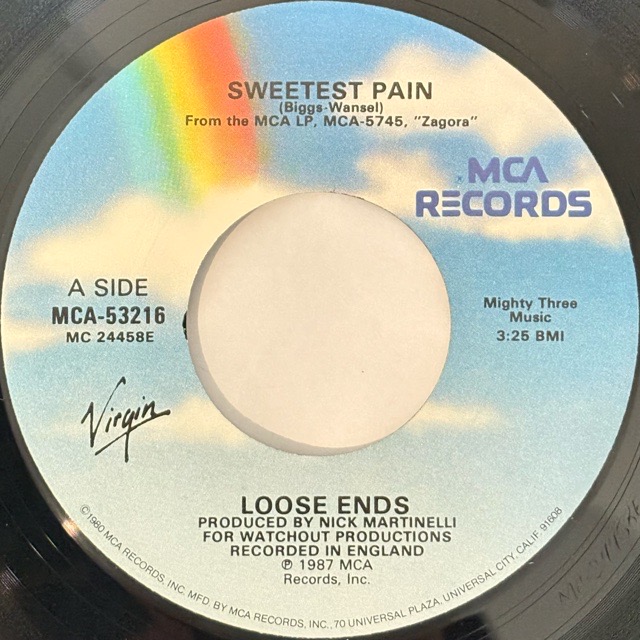 SWEETEST PAIN
(Biggs-Wansel)
From the MCA LP, MCA-5745, "Zagora"
MCA
RECORDS
A SIDE
MCA-53216
MC 24458E
Mighty Three
Music
3:25 BMI
Virgin
LOOSE ENDS
PRODUCED BY NICK MARTINELLI
FOR WATCHOUT PRODUCTIONS
RECORDED IN ENGLAND
℗ 1987 MCA
Records, Inc.
©1980 MCA RECORDS, INC. MFD. BY MCA RECORDS, INC., 70 UNIVERSAL PLAZA, UNIVERSAL CITY, CALIF. 91608